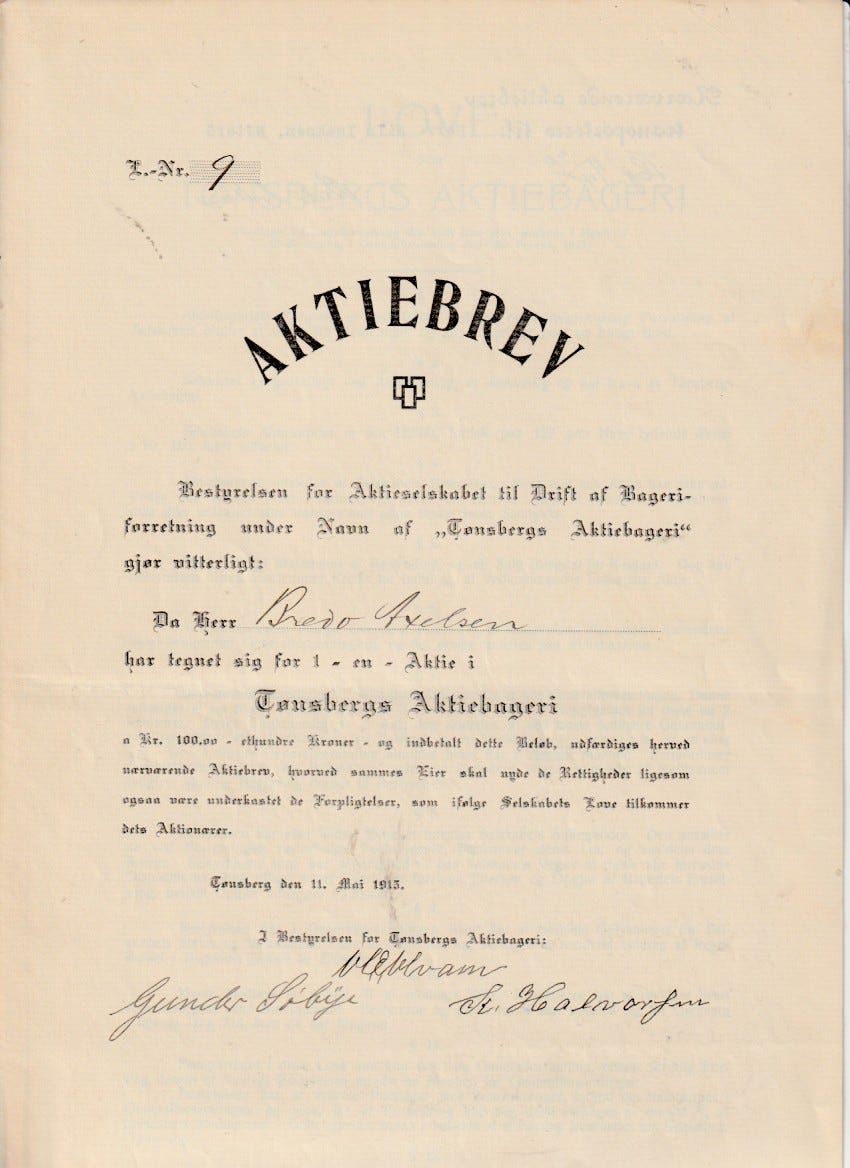 L.-Nr. 9
AKTIEBREV
Bestyrelsen for Aktieselskabet til Drift af Bageri-
forretning under Navn af „Tønsbergs Aktiebageri“
gjør vitterligt:
Da Herr Bredo Axelsen
har tegnet sig for 1 - en - Aktie i
Tønsbergs Aktiebageri
a Kr. 100.00 - ethundre Kroner - og indbetalt dette Beløb, udfærdiges herved
nærværende Aktiebrev, hvorved sammes Eier skal nyde de Rettigheder ligesom
ogsaa være underkastet de Forpligtelser, som ifølge Selskabets Love tilkommer
dets Aktionærer.
Tønsberg den 11. Mai 1913.
I Bestyrelsen for Tønsbergs Aktiebageri:
Gunder Søbye K. Halvorsen